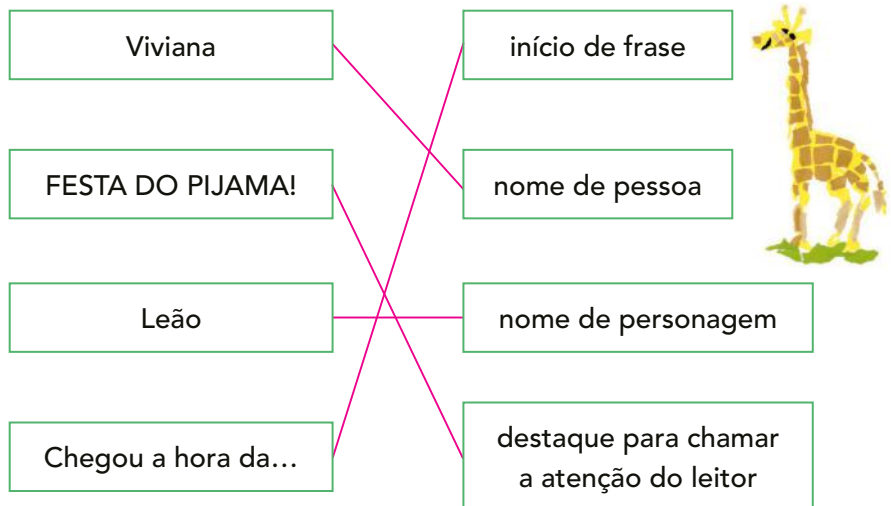 Viviana
início de frase
FESTA DO PIJAMA!
nome de pessoa
Leão
nome de personagem
Chegou a hora da…
destaque para chamar
a atenção do leitor